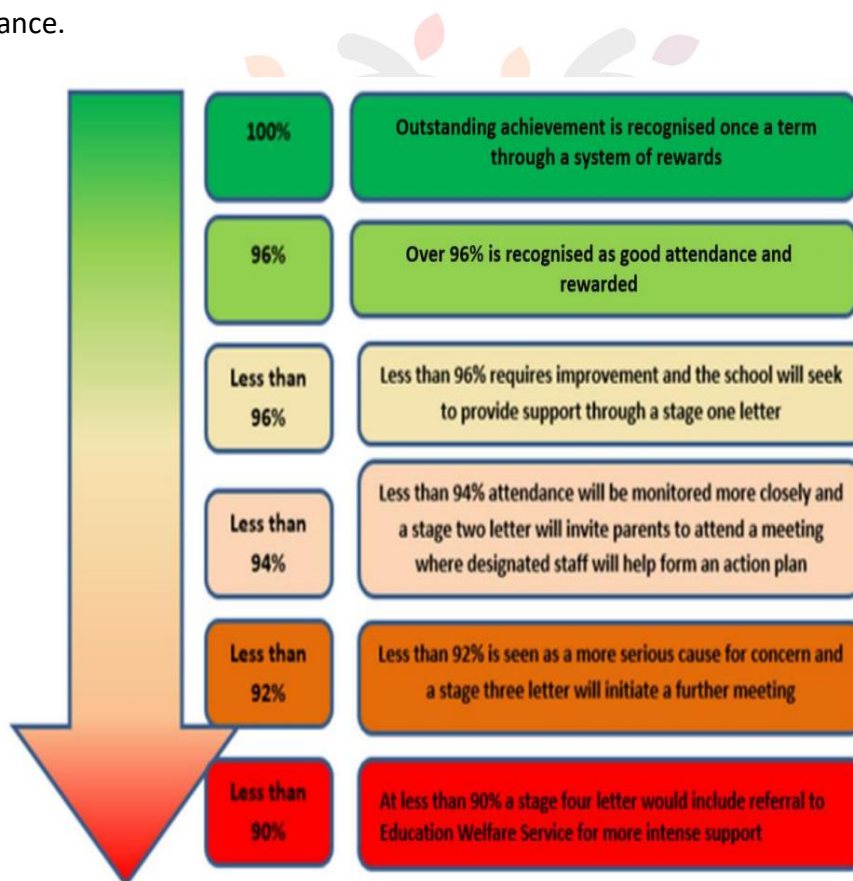 ance.
100%
Outstanding achievement is recognised once a term
through a system of rewards
96%
Over 96% is recognised as good attendance and
rewarded
Less than
96%
Less than 96% requires improvement and the school will seek
to provide support through a stage one letter
Less than
94%
Less than 94% attendance will be monitored more closely and
a stage two letter will invite parents to attend a meeting
where designated staff will help form an action plan
Less than
92%
Less than 92% is seen as a more serious cause for concern and
a stage three letter will initiate a further meeting
Less than
90%
At less than 90% a stage four letter would include referral to
Education Welfare Service for more intense support